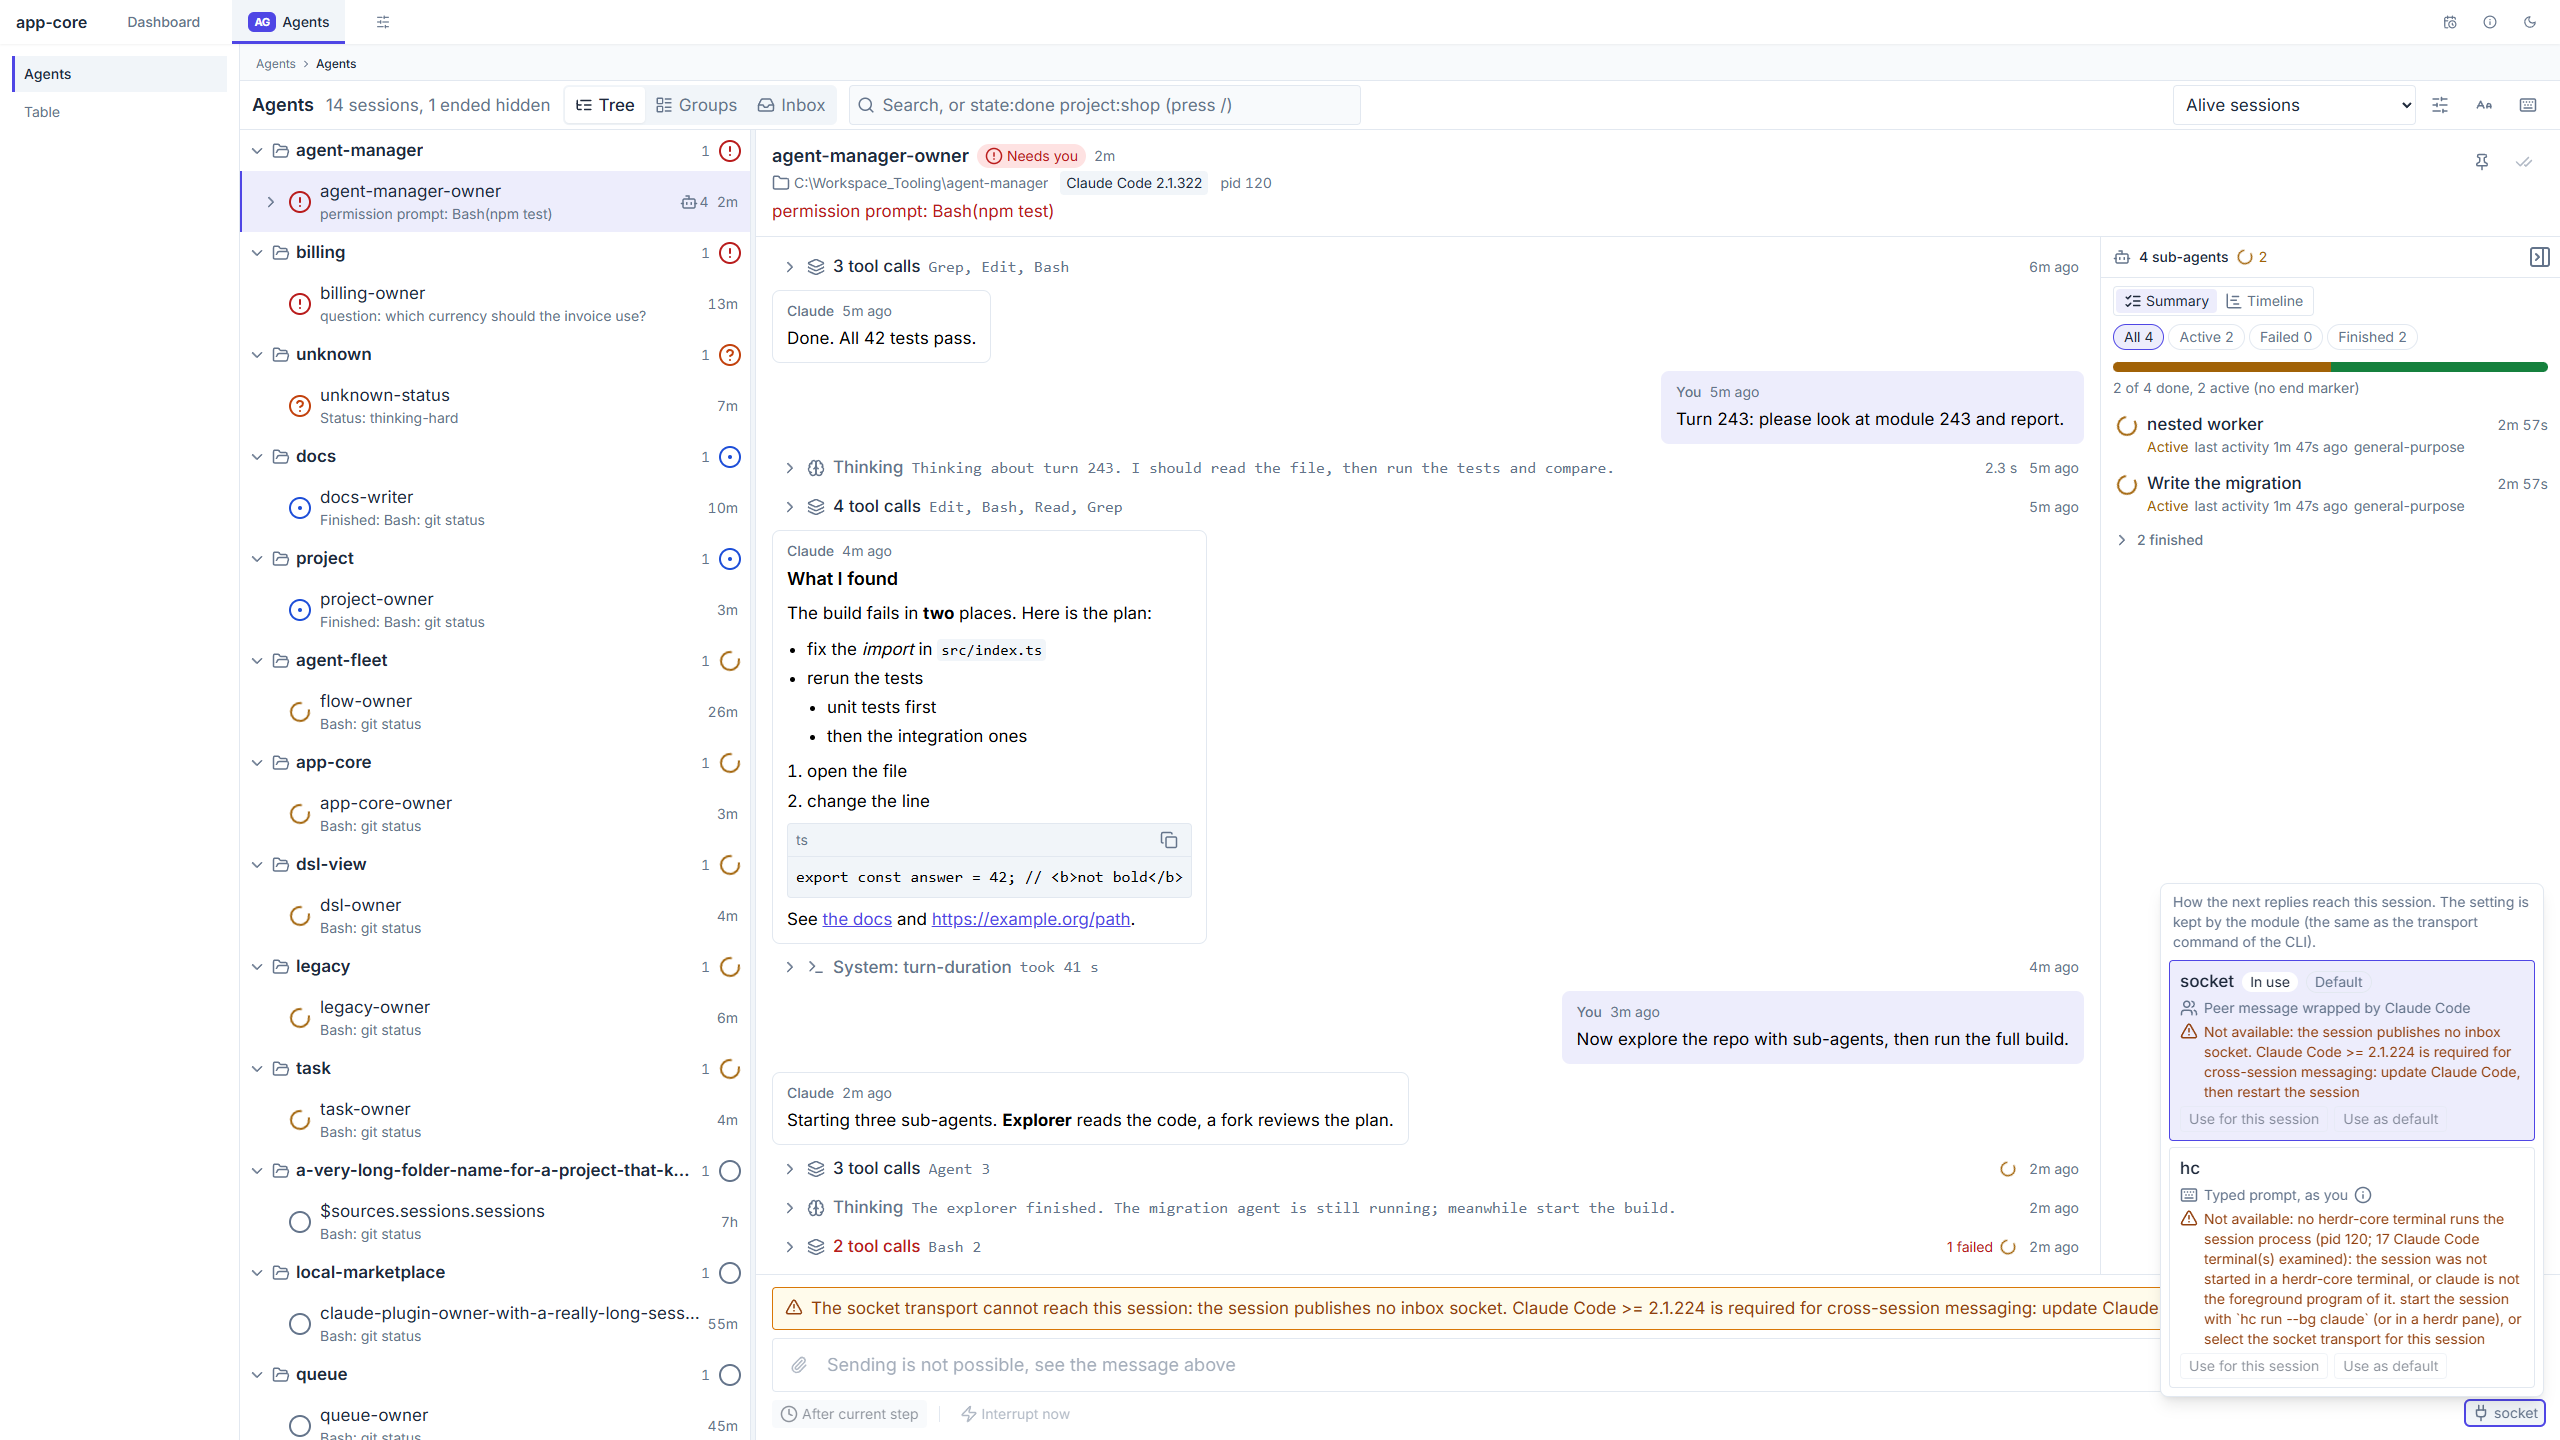 app-core
Dashboard
AG Agents
Agents
Table
Agents > Agents
Agents 14 sessions, 1 ended hidden
Tree
Groups
Inbox
Search, or state:done project:shop (press /)
Alive sessions
Aa
agent-manager 1
agent-manager-owner
permission prompt: Bash(npm test)
4 2m
billing 1
billing-owner
question: which currency should the invoice use?
13m
unknown 1
unknown-status
Status: thinking-hard
7m
docs 1
docs-writer
Finished: Bash: git status
10m
project 1
project-owner
Finished: Bash: git status
3m
agent-fleet 1
flow-owner
Bash: git status
26m
app-core 1
app-core-owner
Bash: git status
3m
dsl-view 1
dsl-owner
Bash: git status
4m
legacy 1
legacy-owner
Bash: git status
6m
task 1
task-owner
Bash: git status
4m
a-very-long-folder-name-for-a-project-that-k... 1
$sources.sessions.sessions
Bash: git status
7h
local-marketplace 1
claude-plugin-owner-with-a-really-long-sess...
Bash: git status
55m
queue 1
queue-owner
Bash: git status
45m
agent-manager-owner Needs you 2m
C:\Workspace_Tooling\agent-manager Claude Code 2.1.322 pid 120
permission prompt: Bash(npm test)
3 tool calls Grep, Edit, Bash 6m ago
Claude 5m ago
Done. All 42 tests pass.
You 5m ago
Turn 243: please look at module 243 and report.
Thinking Thinking about turn 243. I should read the file, then run the tests and compare. 2.3 s 5m ago
4 tool calls Edit, Bash, Read, Grep 5m ago
Claude 4m ago
What I found
The build fails in two places. Here is the plan:
• fix the import in src/index.ts
• rerun the tests
• unit tests first
• then the integration ones
1. open the file
2. change the line
ts
export const answer = 42; // <b>not bold</b>
See the docs and https://example.org/path.
System: turn-duration took 41 s 4m ago
You 3m ago
Now explore the repo with sub-agents, then run the full build.
Claude 2m ago
Starting three sub-agents. Explorer reads the code, a fork reviews the plan.
3 tool calls Agent 3 2m ago
Thinking The explorer finished. The migration agent is still running; meanwhile start the build. 2m ago
2 tool calls Bash 2 1 failed 2m ago
The socket transport cannot reach this session: the session publishes no inbox socket. Claude Code >= 2.1.224 is required for cross-session messaging: update Claude
Sending is not possible, see the message above
After current step
Interrupt now
4 sub-agents 2
Summary
Timeline
All 4
Active 2
Failed 0
Finished 2
2 of 4 done, 2 active (no end marker)
nested worker 2m 57s
Active last activity 1m 47s ago general-purpose
Write the migration 2m 57s
Active last activity 1m 47s ago general-purpose
2 finished
How the next replies reach this session. The setting is
kept by the module (the same as the transport
command of the CLI).
socket In use Default
Peer message wrapped by Claude Code
Not available: the session publishes no inbox
socket. Claude Code >= 2.1.224 is required for
cross-session messaging: update Claude Code,
then restart the session
Use for this session Use as default
hc
Typed prompt, as you
Not available: no herdr-core terminal runs the
session process (pid 120; 17 Claude Code
terminal(s) examined): the session was not
started in a herdr-core terminal, or claude is not
the foreground program of it. start the session
with `hc run --bg claude` (or in a herdr pane), or
select the socket transport for this session
Use for this session Use as default
socket